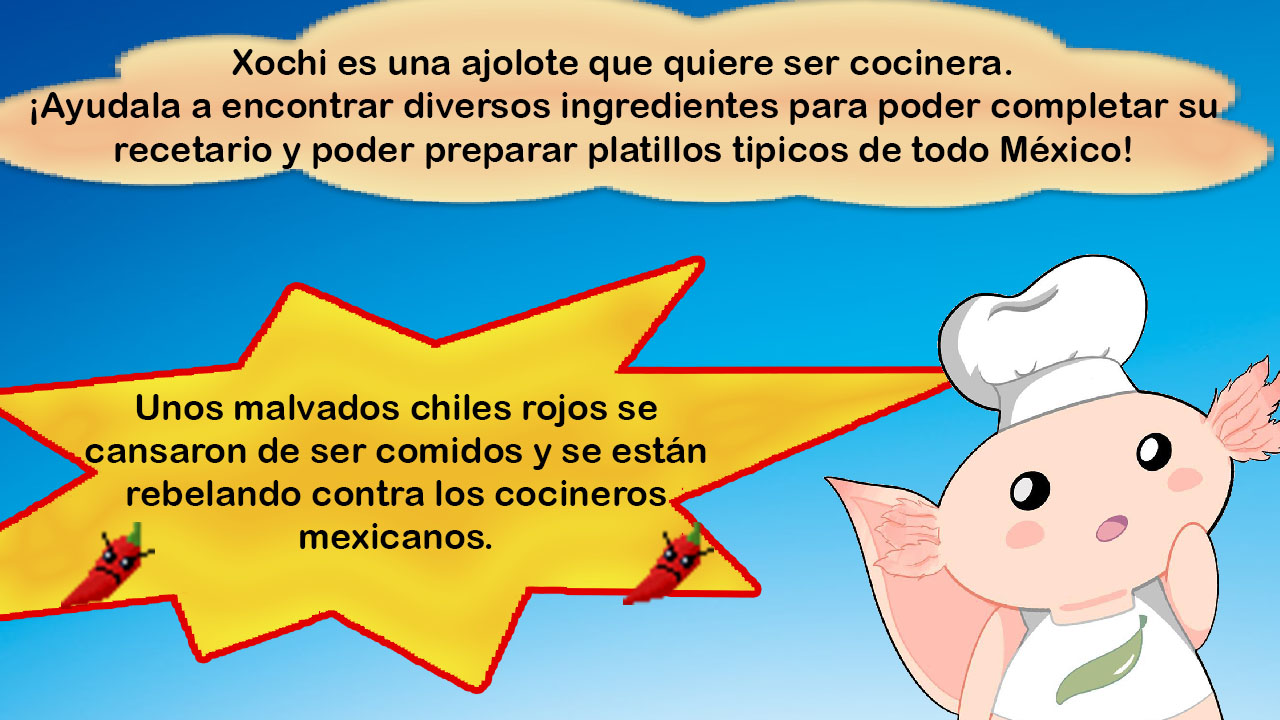 Xochi es una ajolote que quiere ser cocinera.
¡Ayudala a encontrar diversos ingredientes para poder completar su
recetario y poder preparar platillos tipicos de todo México!
Unos malvados chiles rojos se
cansaron de ser comidos y se están
rebelando contra los cocineros
mexicanos.